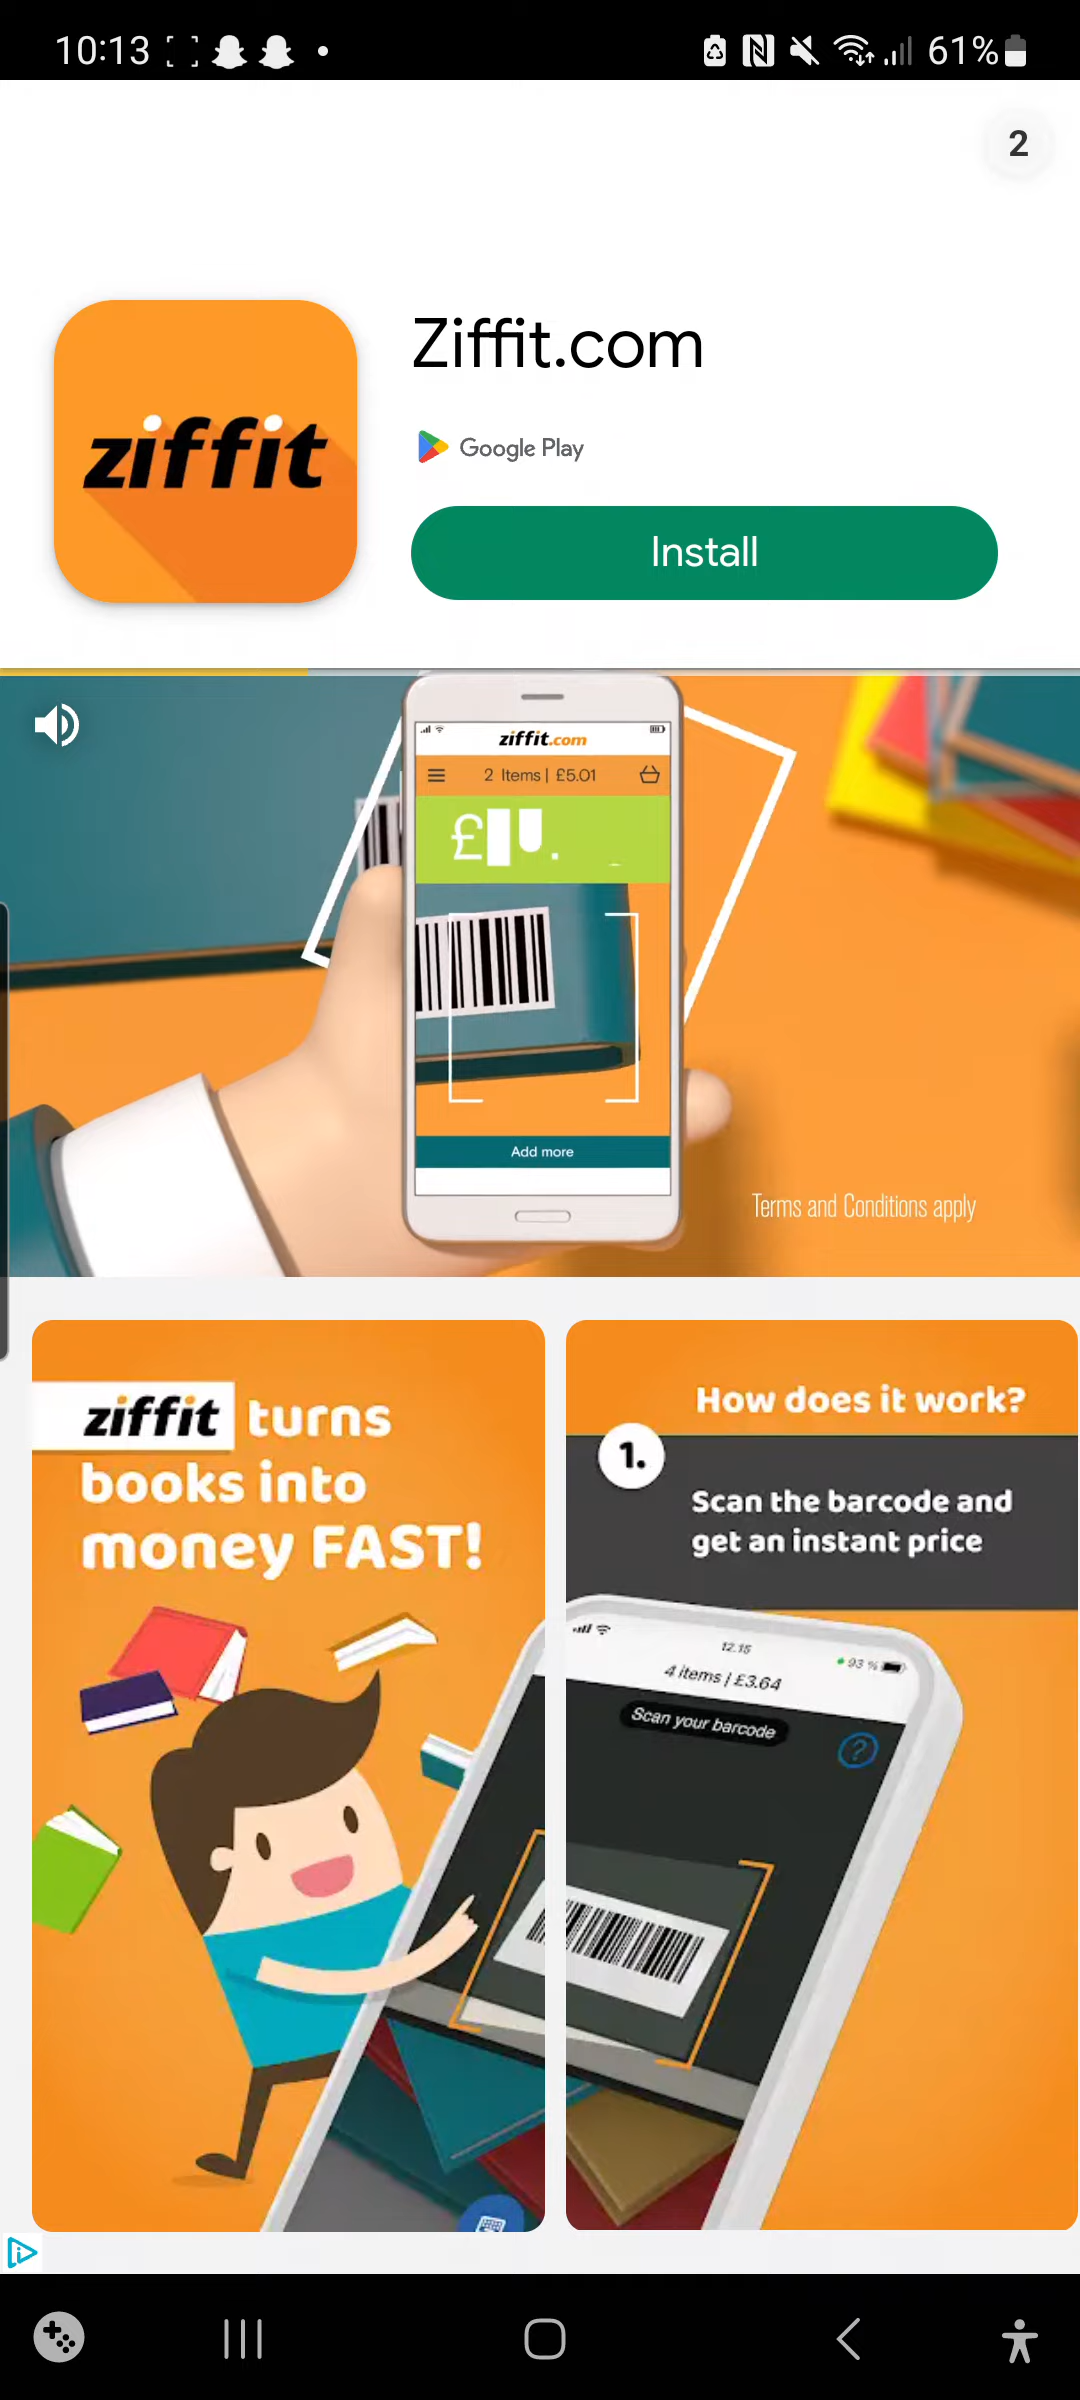 10:13
61%
2
Ziffit.com
ziffit
Google Play
Install
ziffit.com
2 Items | £5.01
£
Add more
Terms and Conditions apply
ziffit turns
books into
money FAST!
How does it work?
1.
Scan the barcode and
get an instant price
12.15
93 %
4 items | £3.64
Scan your barcode
?